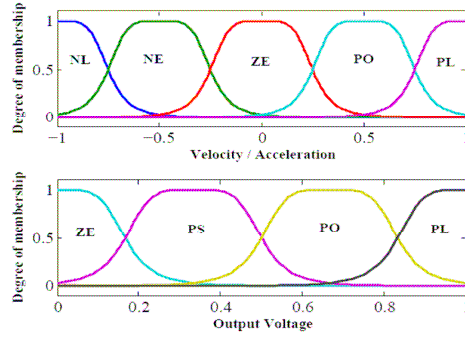 Degree of membership
1
0.5
0
NL NE ZE PO PL
−1 −0.5 0 0.5
Velocity / Acceleration
Degree of membership
1
0.5
0
ZE PS PO PL
0 0.2 0.4 0.6 0.8
Output Voltage